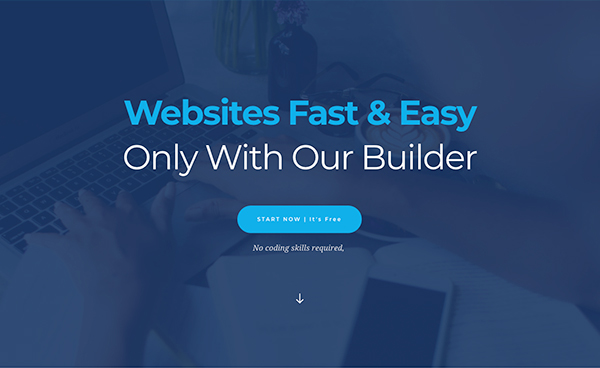 Websites Fast & Easy
Only With Our Builder
START NOW | It's Free
No coding skills required,